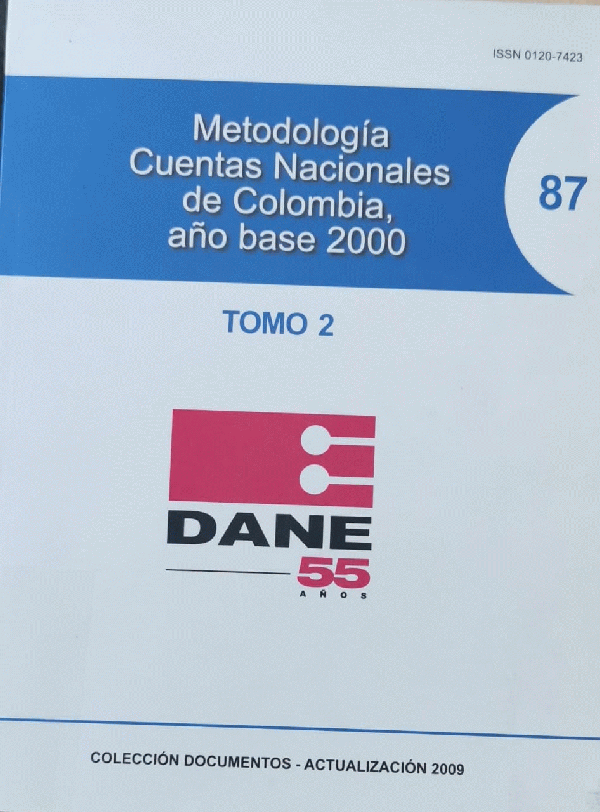 ISSN 0120-7423
Metodología
Cuentas Nacionales
de Colombia,
año base 2000
87
TOMO 2
DANE
55
AÑOS
COLECCIÓN DOCUMENTOS - ACTUALIZACIÓN 2009